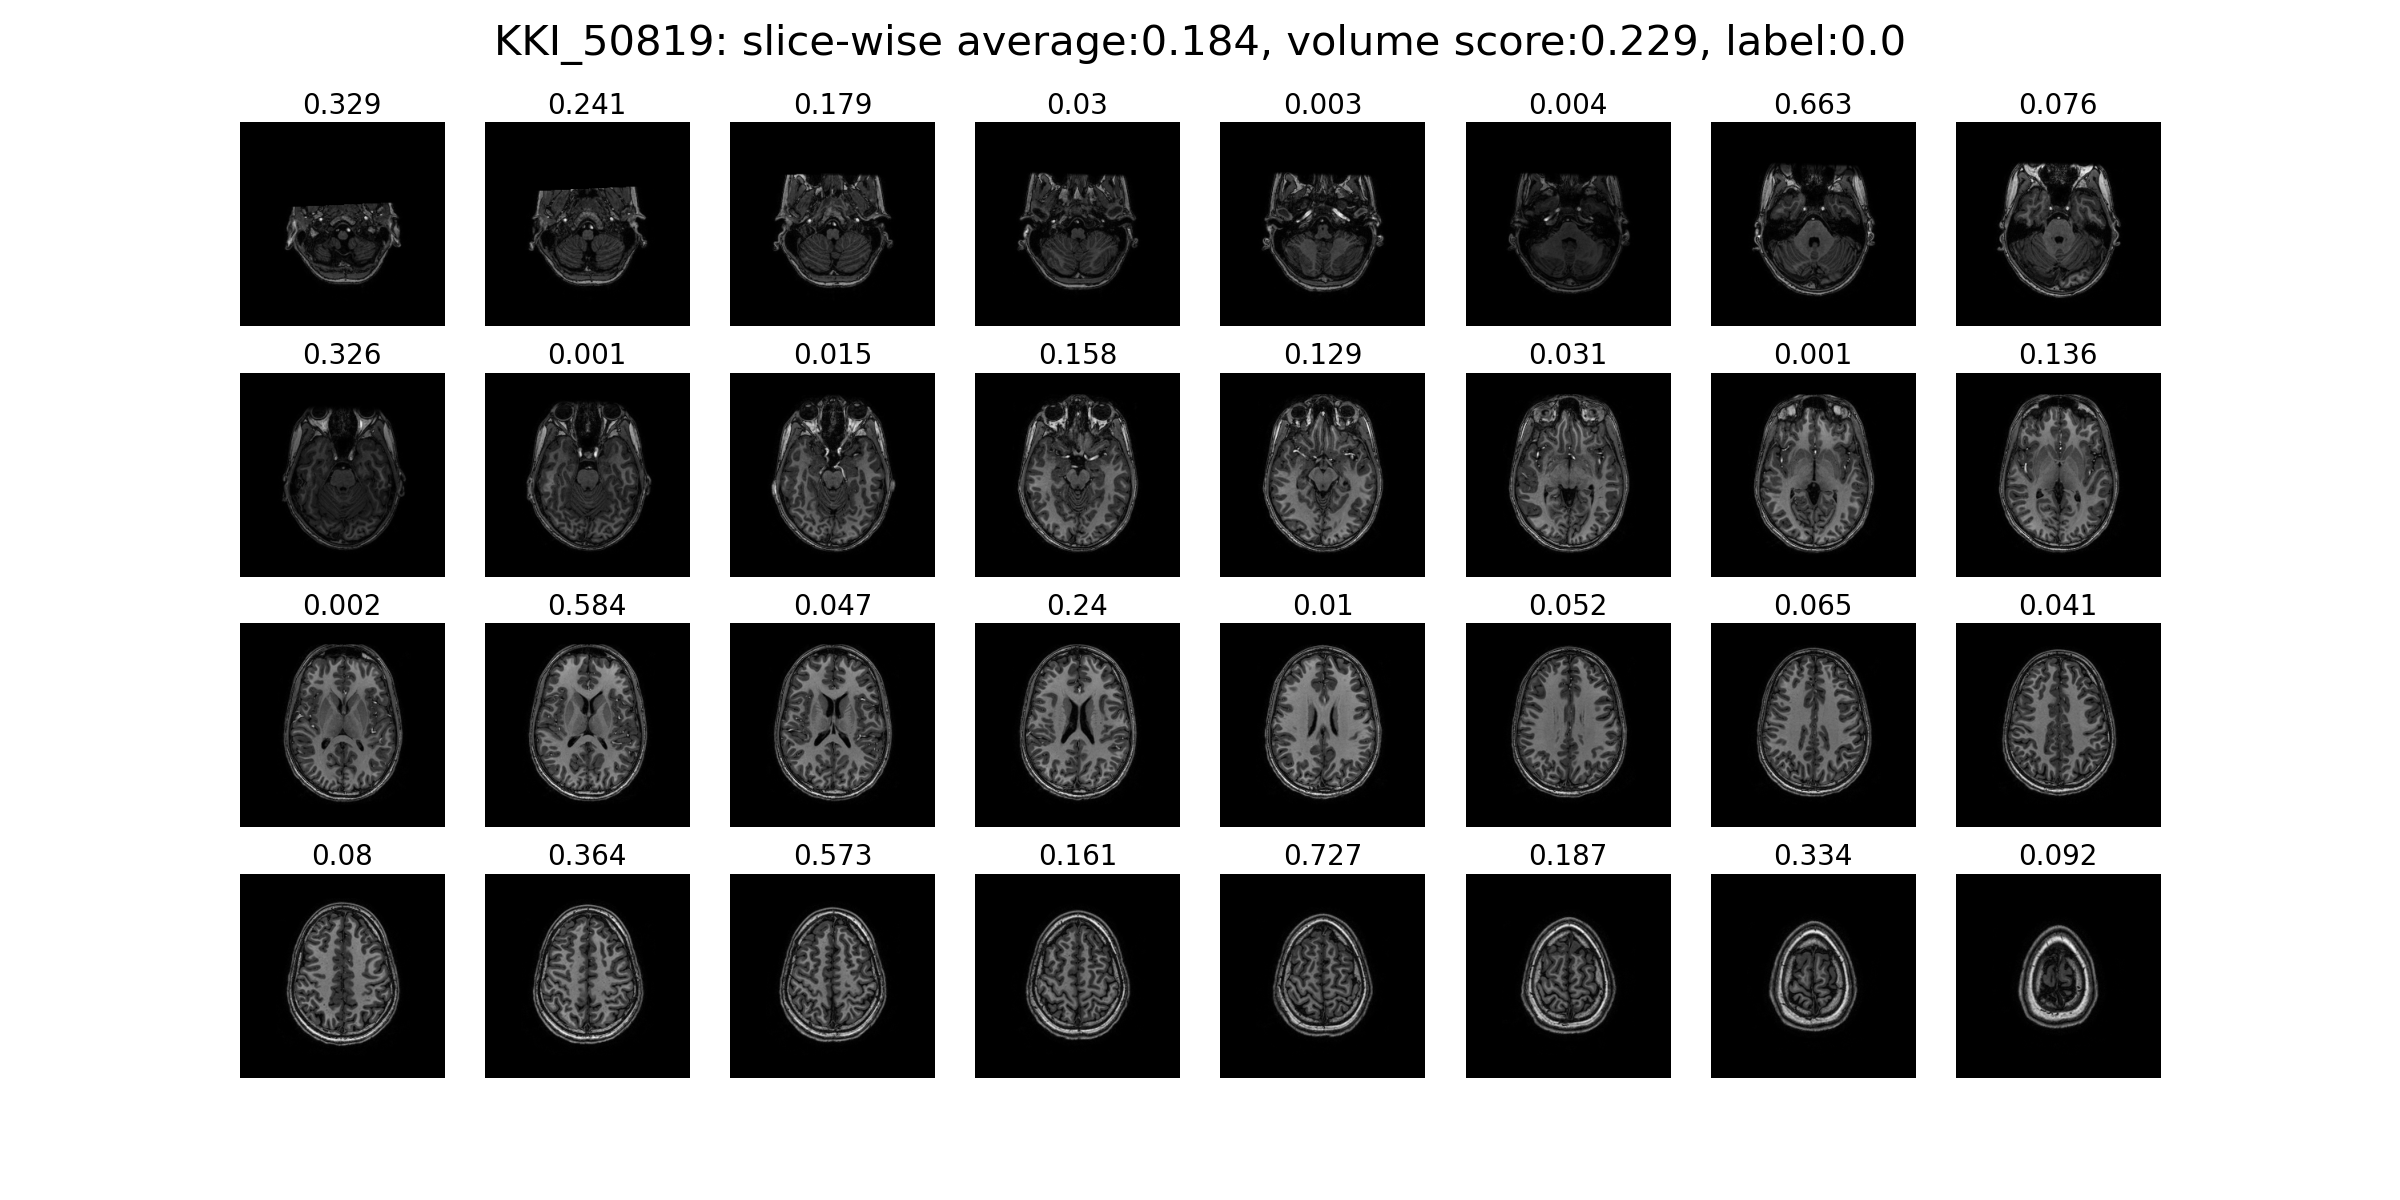 KKI_50819: slice-wise average:0.184, volume score:0.229, label:0.0
0.329 0.241 0.179 0.03 0.003 0.004 0.663 0.076
0.326 0.001 0.015 0.158 0.129 0.031 0.001 0.136
0.002 0.584 0.047 0.24 0.01 0.052 0.065 0.041
0.08 0.364 0.573 0.161 0.727 0.187 0.334 0.092